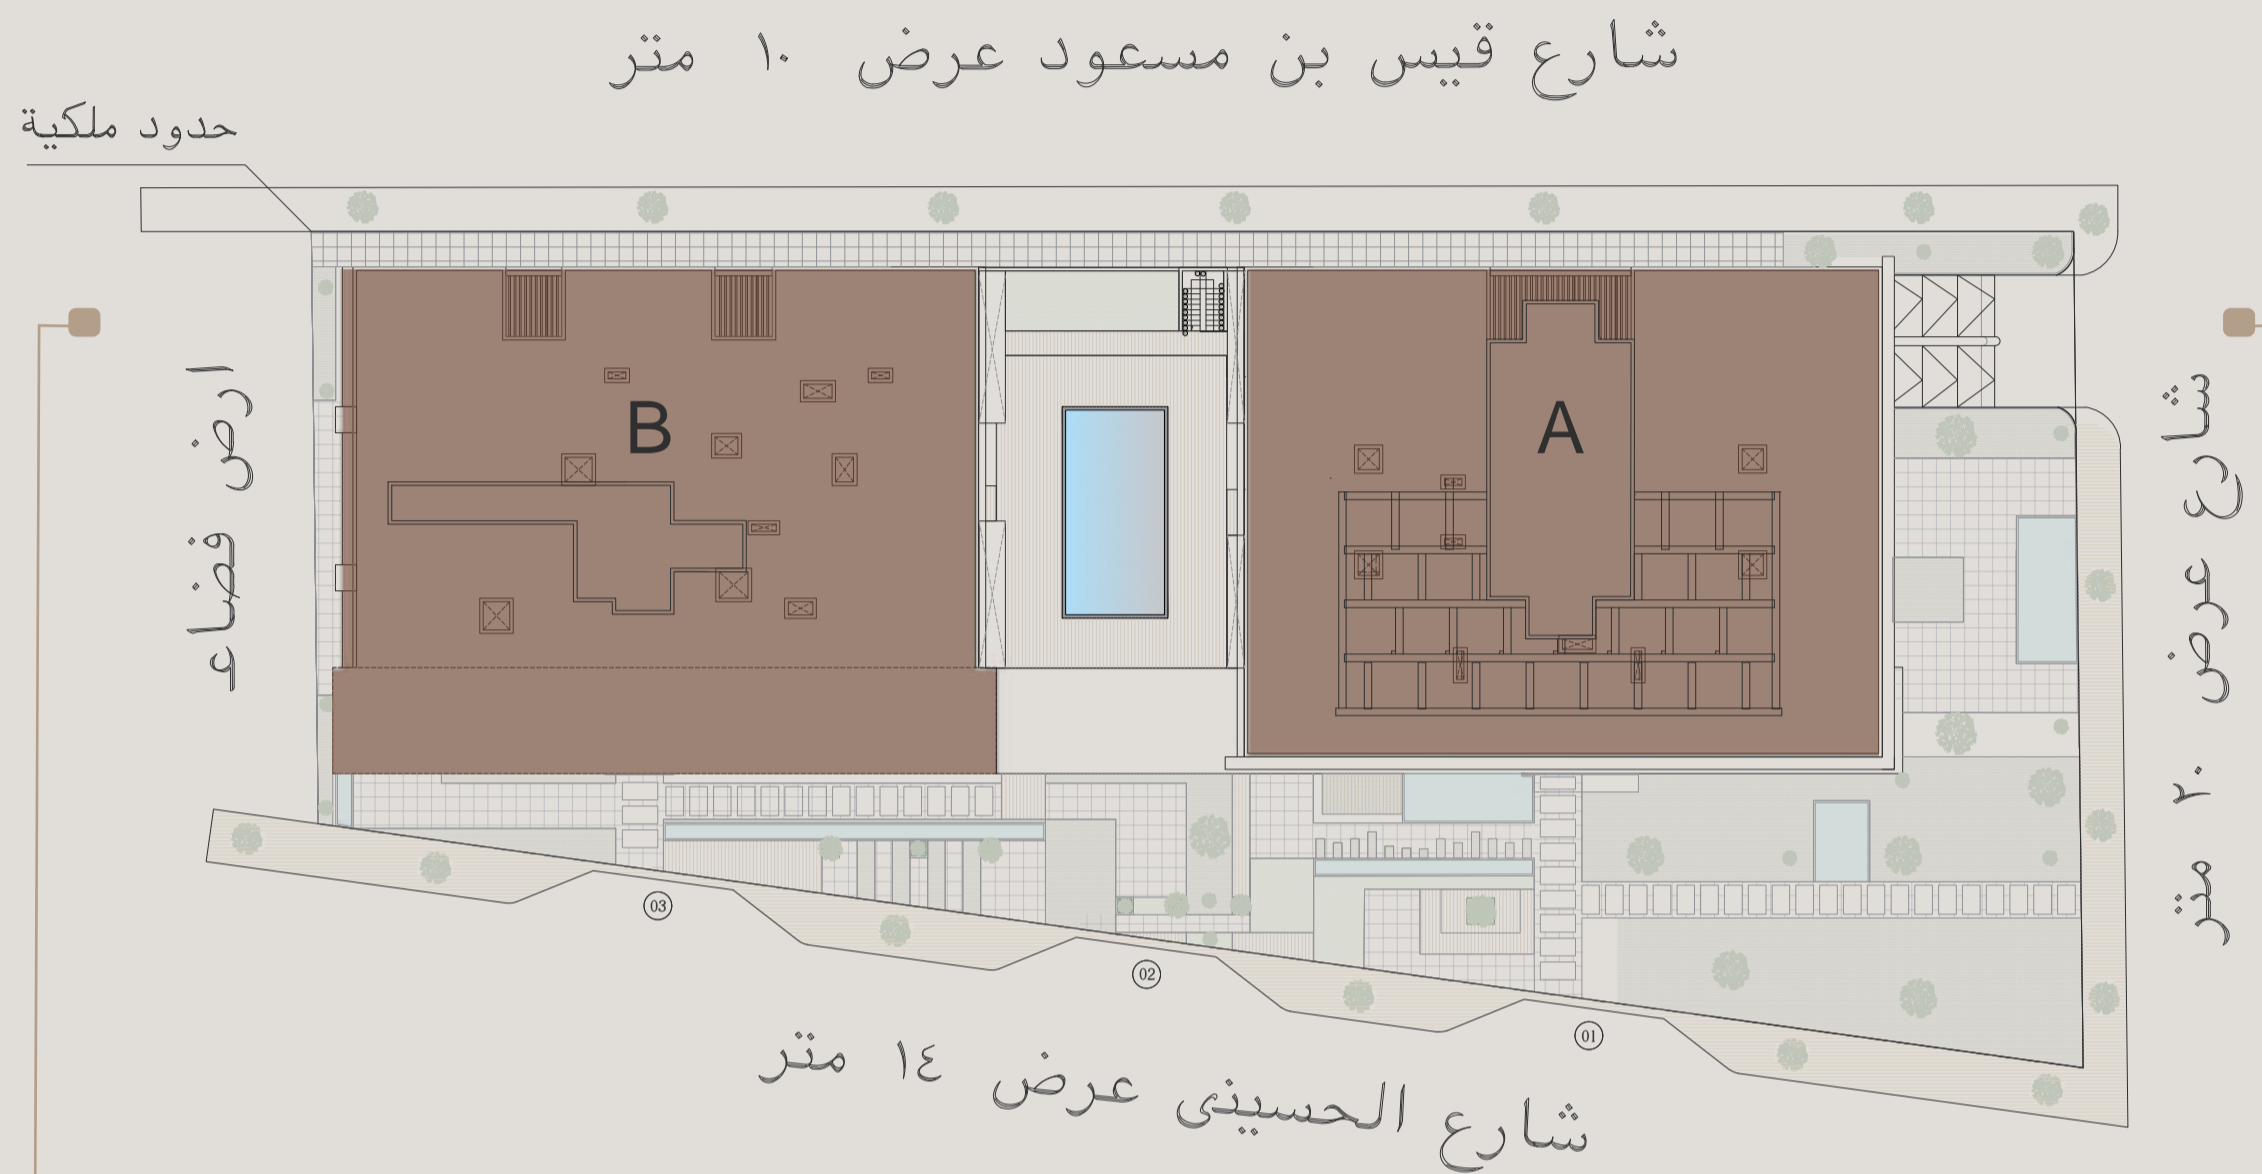 شارع قيس بن مسعود عرض ١٠ متر
حدود ملكية
B
A
ارض فضاء
شارع عرض ٢٠ متر
03
02
01
شارع الحسيني عرض ١٤ متر